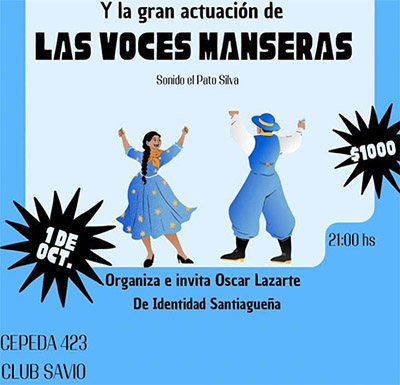 Y la gran actuación de
LAS VOCES MANSERAS
Sonido el Pato Silva
$1000
21:00 hs
1 DE
OCT.
Organiza e invita Oscar Lazarte
De Identidad Santiagueña
CEPEDA 423
CLUB SAVIO